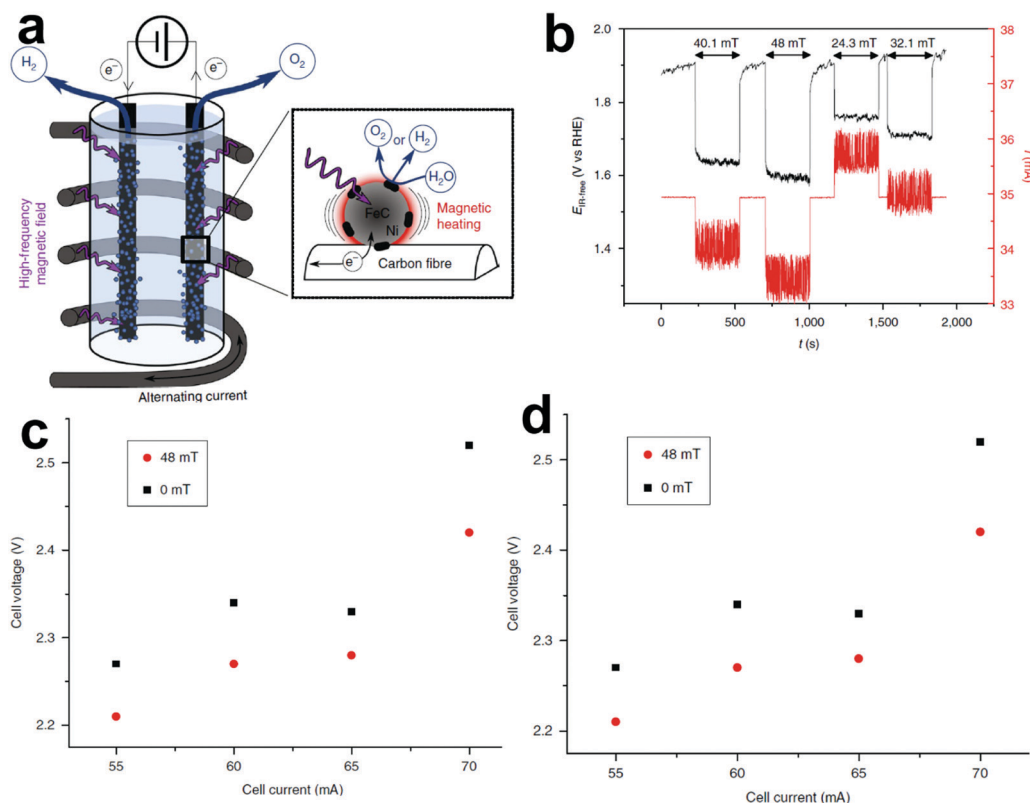 a
H₂
O₂
e⁻
e⁻
High-frequency
magnetic field
O₂ or H₂
H₂O
FeC
Ni
Magnetic
heating
e⁻
Carbon fibre
Alternating current
b
40.1 mT
48 mT
24.3 mT
32.1 mT
2.0
1.8
1.6
1.4
E_IR-free (V vs RHE)
38
37
36
35
34
33
0
500
1,000
1,500
2,000
t (s)
c
48 mT
0 mT
2.5
2.4
2.3
2.2
Cell voltage (V)
55
60
65
70
Cell current (mA)
d
48 mT
0 mT
2.5
2.4
2.3
2.2
Cell voltage (V)
55
60
65
70
Cell current (mA)